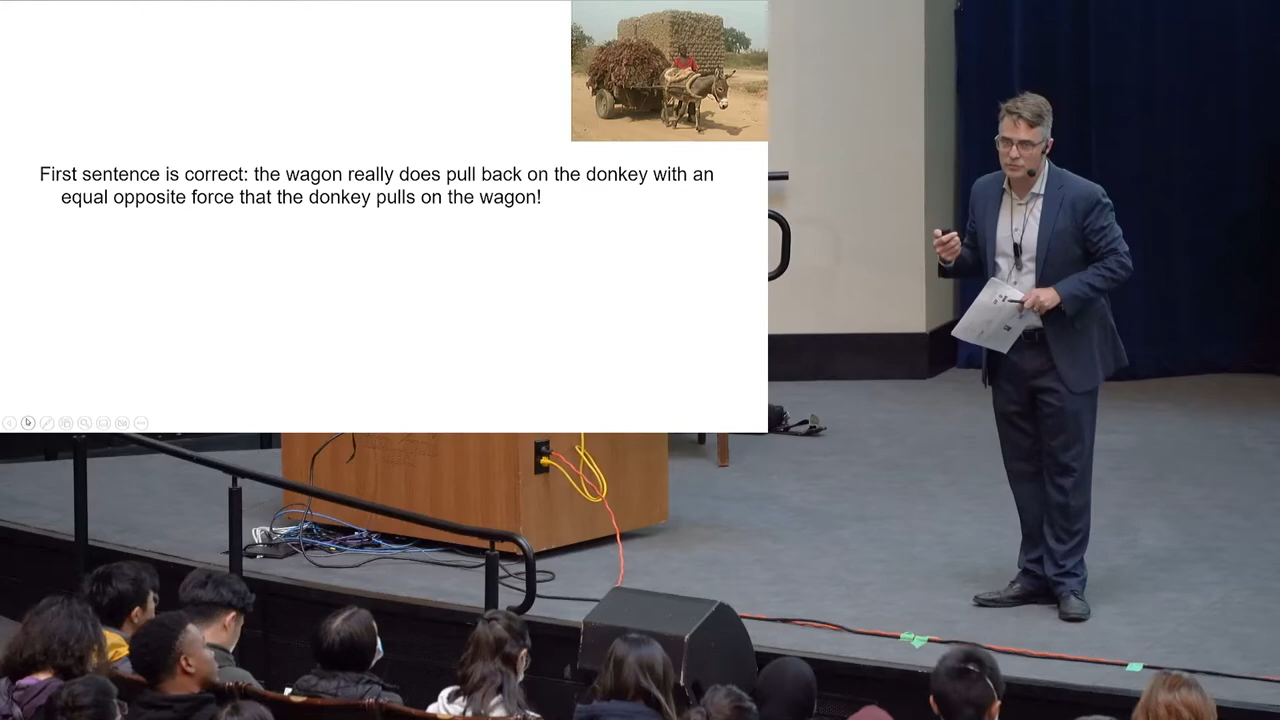 First sentence is correct: the wagon really does pull back on the donkey with an
equal opposite force that the donkey pulls on the wagon!